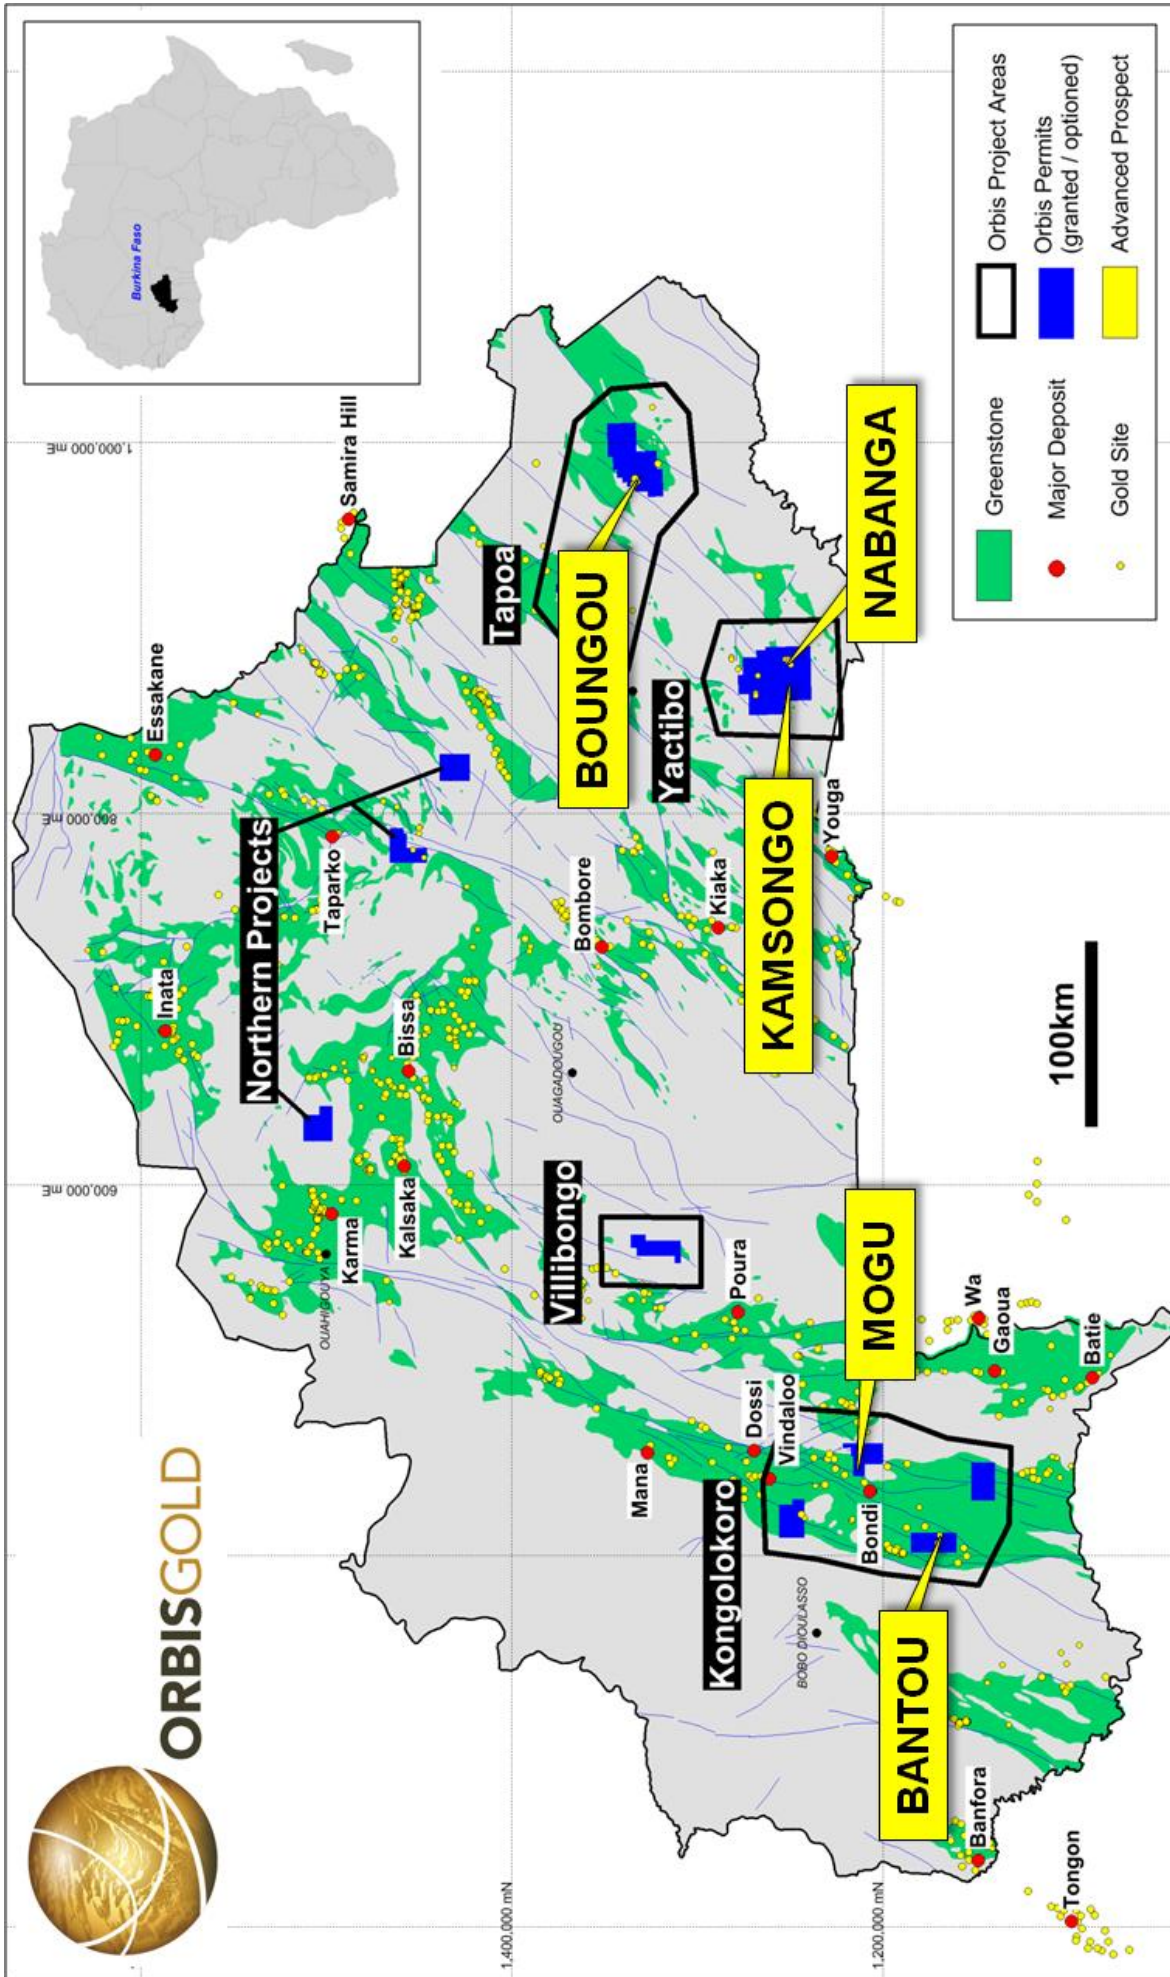 ORBISGOLD
Burkina Faso
600,000 mE
800,000 mE
1,000,000 mE
1,400,000 mN
1,200,000 mN
Essakane
Inata
Northern Projects
Samira Hill
Taparko
Karma
OUAHIGOUYA
Kalsaka
Bissa
Tapoa
Villibongo
OUAGADOUGOU
Bombore
BOUNGOU
Mana
Poura
Kiaka
Yactibo
Kongolokoro
Dossi
Vindaloo
KAMSONGO
NABANGA
Youga
BOBO DIOULASSO
Bondi
MOGU
BANTOU
Banfora
Wa
Gaoua
Batie
Tongon
100km
Greenstone
Orbis Project Areas
Major Deposit
Orbis Permits
(granted / optioned)
Gold Site
Advanced Prospect